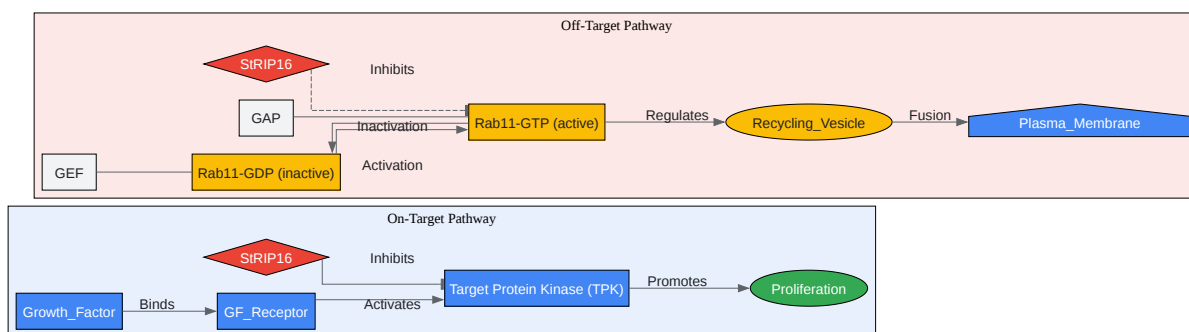 Off-Target Pathway
StRIP16
Inhibits
GAP
Inactivation
Rab11-GTP (active)
Regulates
Recycling_Vesicle
Fusion
Plasma_Membrane
GEF
Rab11-GDP (inactive)
Activation
On-Target Pathway
StRIP16
Inhibits
Growth_Factor
Binds
GF_Receptor
Activates
Target Protein Kinase (TPK)
Promotes
Proliferation